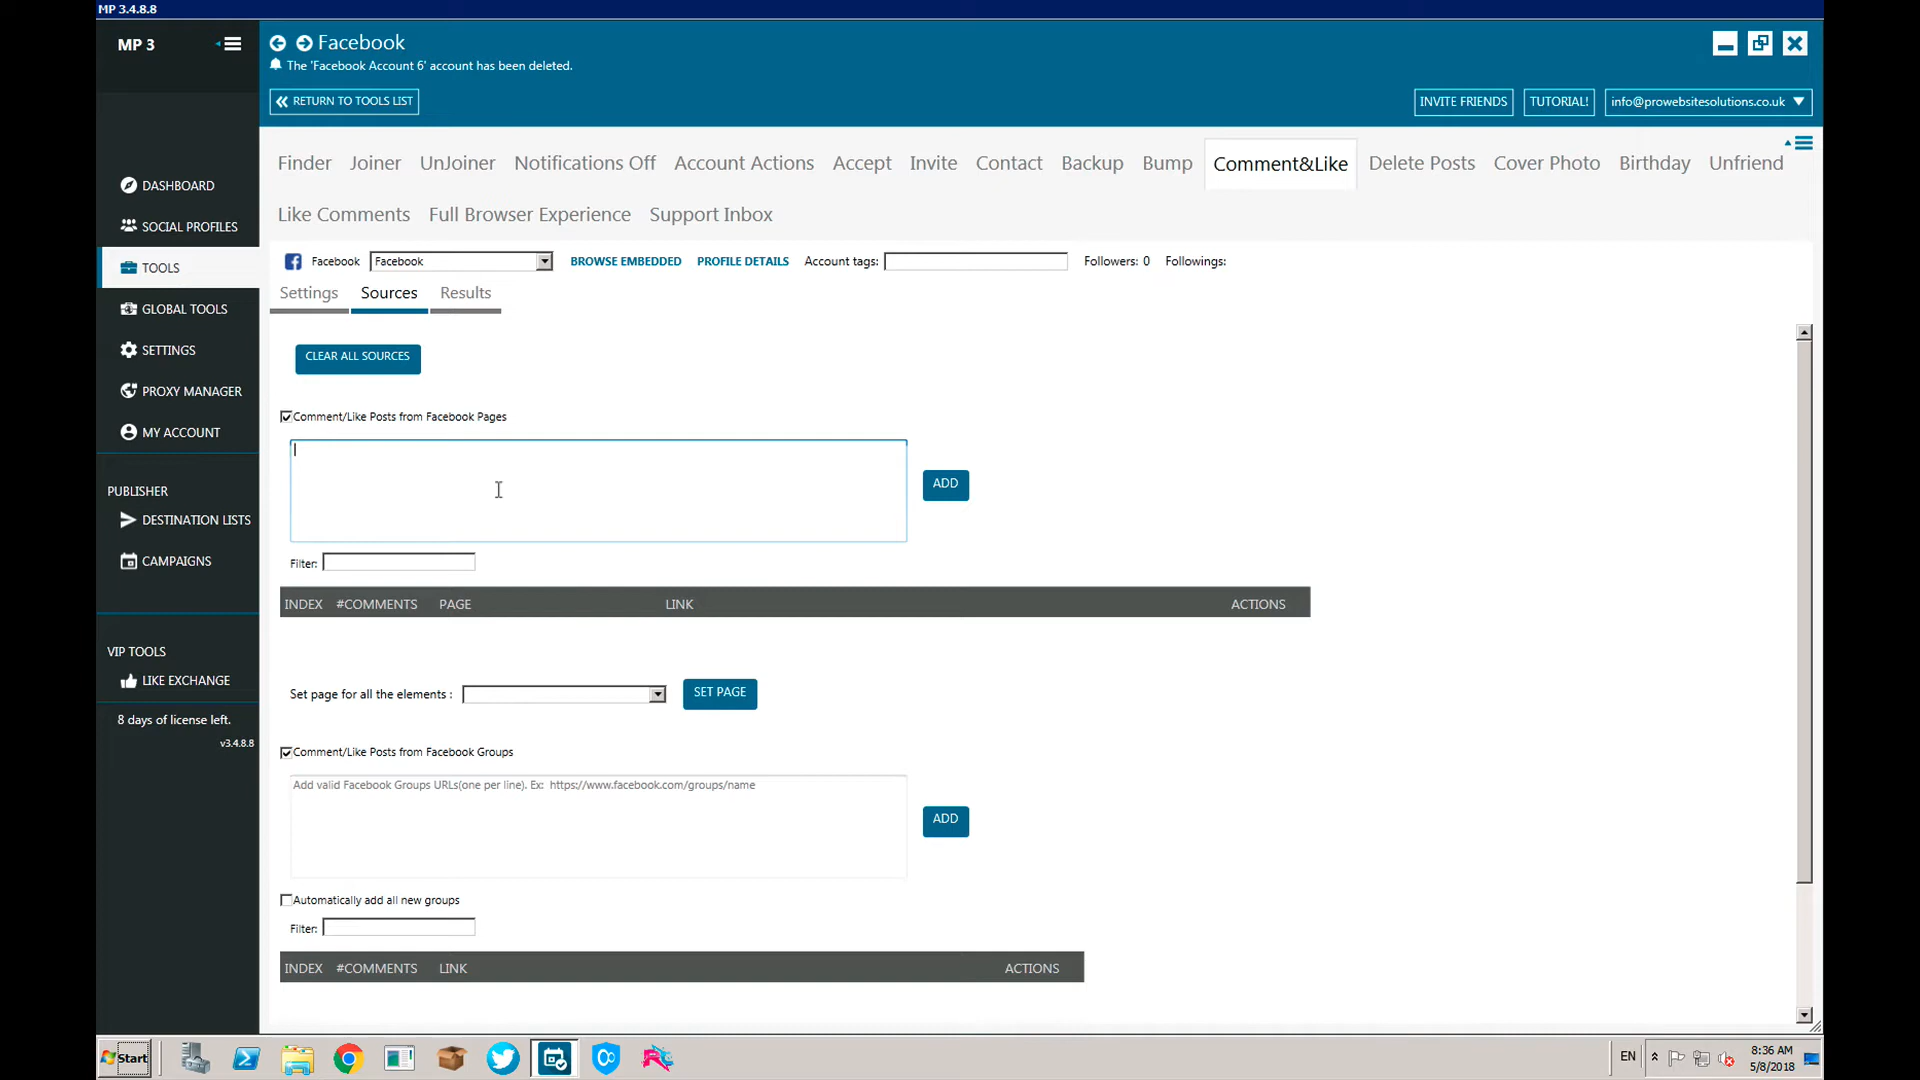 MP 3.4.8.8
MP 3
Facebook
The 'Facebook Account 6' account has been deleted.
RETURN TO TOOLS LIST
INVITE FRIENDS
TUTORIAL!
info@prowebsitesolutions.co.uk
Finder Joiner UnJoiner Notifications Off Account Actions Accept Invite Contact Backup Bump Comment&Like Delete Posts Cover Photo Birthday Unfriend
Like Comments Full Browser Experience Support Inbox
DASHBOARD
SOCIAL PROFILES
TOOLS
GLOBAL TOOLS
SETTINGS
PROXY MANAGER
MY ACCOUNT
PUBLISHER
DESTINATION LISTS
CAMPAIGNS
VIP TOOLS
LIKE EXCHANGE
8 days of license left.
v3.4.8.8
Facebook Facebook BROWSE EMBEDDED PROFILE DETAILS Account tags: Followers: 0 Followings:
Settings Sources Results
CLEAR ALL SOURCES
Comment/Like Posts from Facebook Pages
ADD
Filter:
INDEX #COMMENTS PAGE LINK ACTIONS
Set page for all the elements : SET PAGE
Comment/Like Posts from Facebook Groups
Add valid Facebook Groups URLs(one per line). Ex: https://www.facebook.com/groups/name
ADD
Automatically add all new groups
Filter:
INDEX #COMMENTS LINK ACTIONS
Start
EN
8:36 AM
5/8/2018